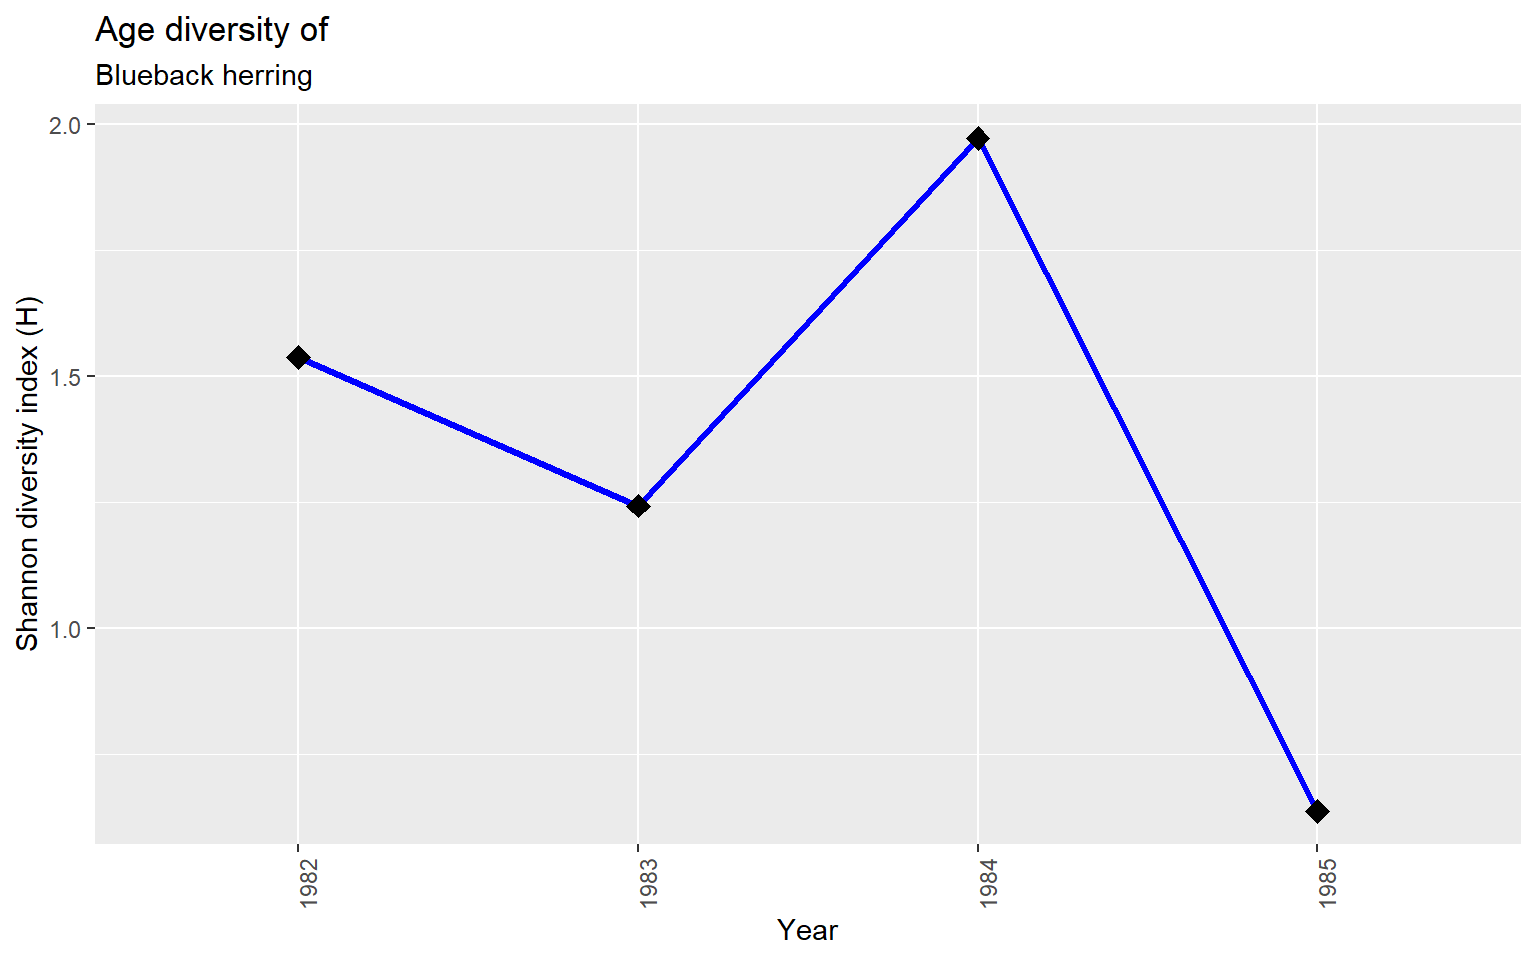 Age diversity of
Blueback herring
Shannon diversity index (H)
2.0
1.5
1.0
1982
1983
1984
1985
Year